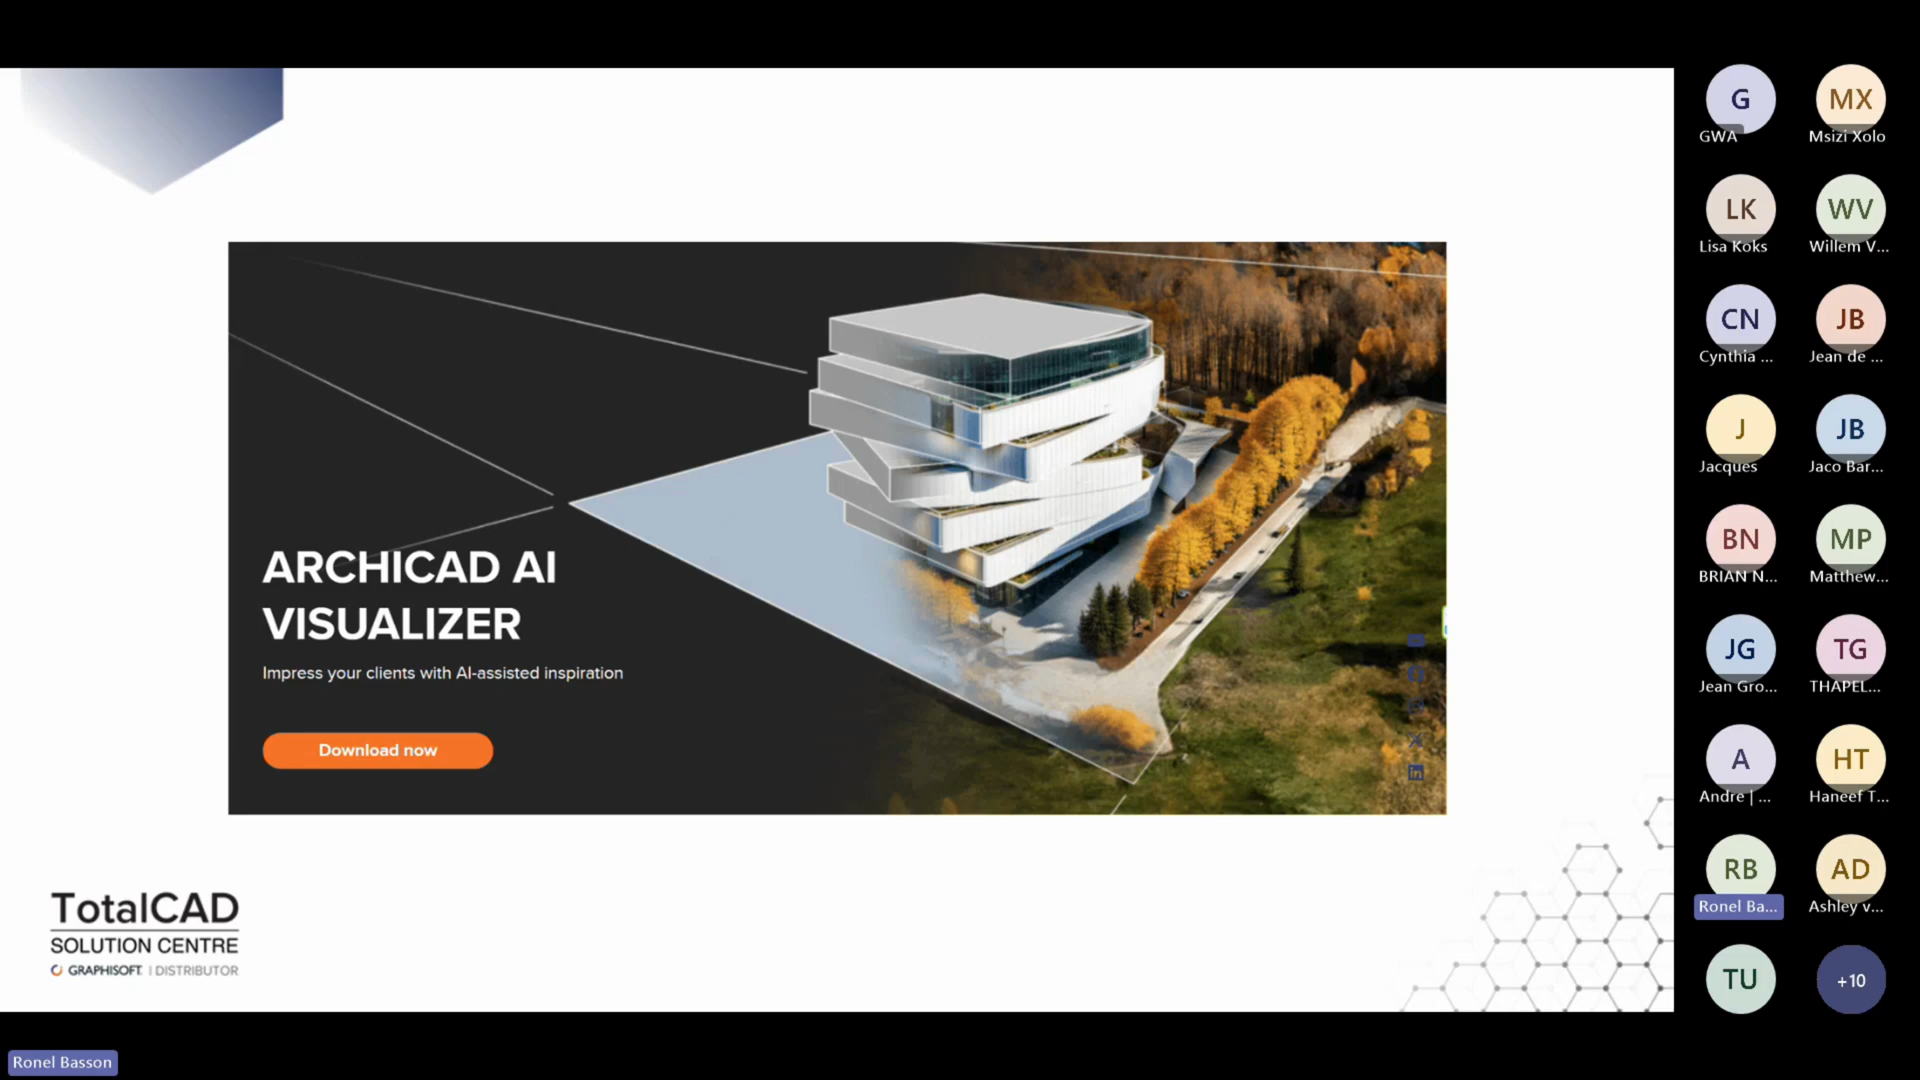 ARCHICAD AI
VISUALIZER
Impress your clients with AI-assisted inspiration
Download now
TotalCAD
SOLUTION CENTRE
GRAPHISOFT | DISTRIBUTOR
G
GWA
MX
Msizi Xolo
LK
Lisa Koks
WV
Willem V...
CN
Cynthia ...
JB
Jean de ...
J
Jacques
JB
Jaco Bar...
BN
BRIAN N...
MP
Matthew...
JG
Jean Gro...
TG
THAPEL...
A
Andre | ...
HT
Haneef T...
RB
Ronel Ba...
AD
Ashley v...
TU
+10
Ronel Basson